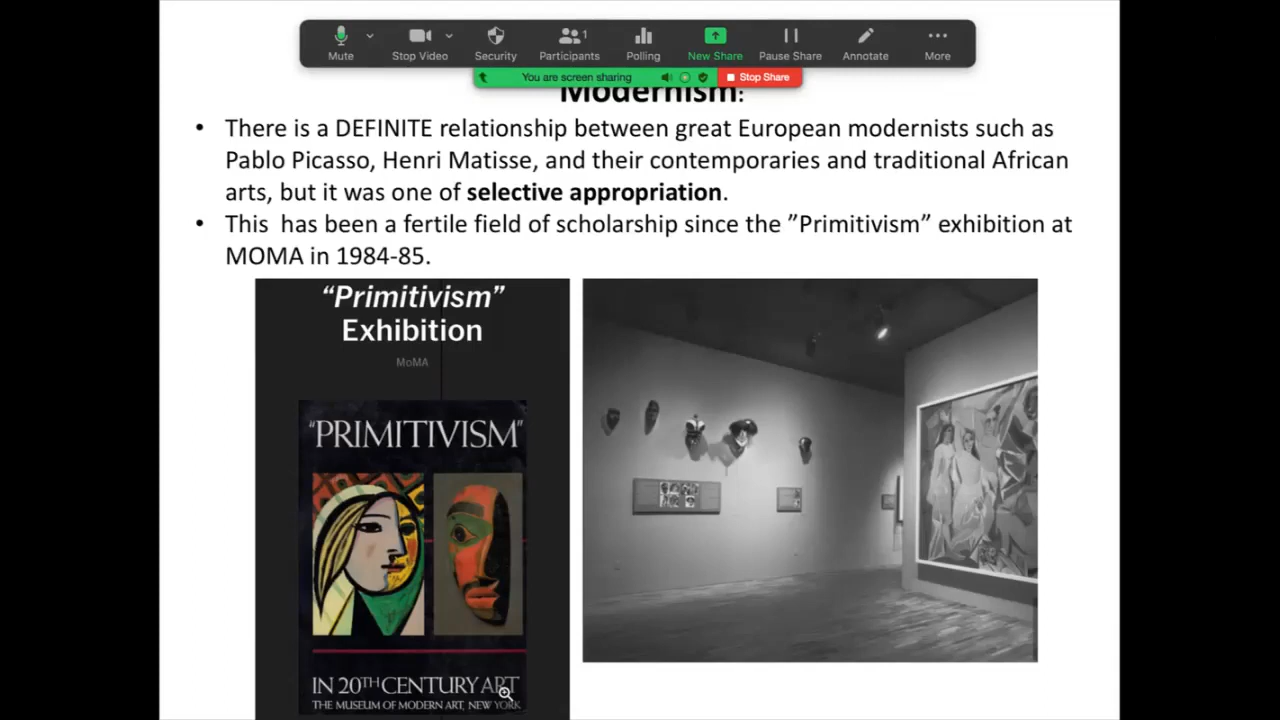 Mute
Stop Video
Security
Participants
1
Polling
New Share
Pause Share
Annotate
More
You are screen sharing
Stop Share
Modernism:
• There is a DEFINITE relationship between great European modernists such as
Pablo Picasso, Henri Matisse, and their contemporaries and traditional African
arts, but it was one of selective appropriation.
• This  has been a fertile field of scholarship since the ”Primitivism” exhibition at
MOMA in 1984-85.
“Primitivism”
Exhibition
MoMA
"PRIMITIVISM"
IN 20TH CENTURY ART
THE MUSEUM OF MODERN ART, NEW YORK